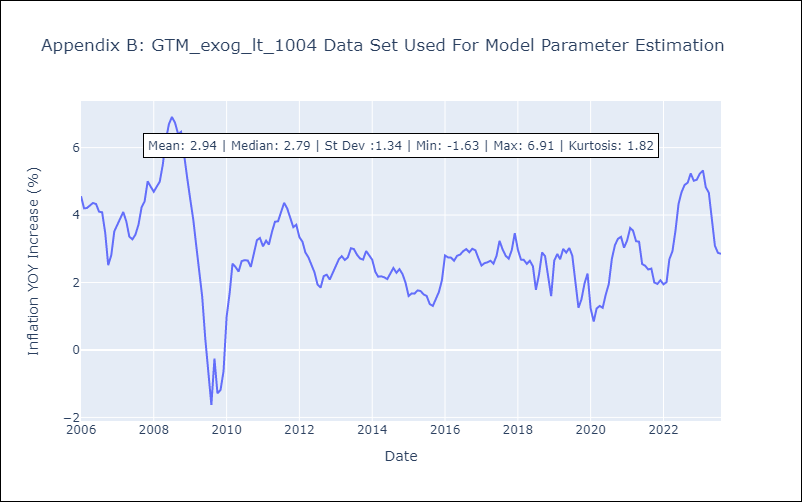 Appendix B: GTM_exog_lt_1004 Data Set Used For Model Parameter Estimation
Mean: 2.94 | Median: 2.79 | St Dev :1.34 | Min: -1.63 | Max: 6.91 | Kurtosis: 1.82
Inflation YOY Increase (%)
6
4
2
0
−2
2006 2008 2010 2012 2014 2016 2018 2020 2022
Date